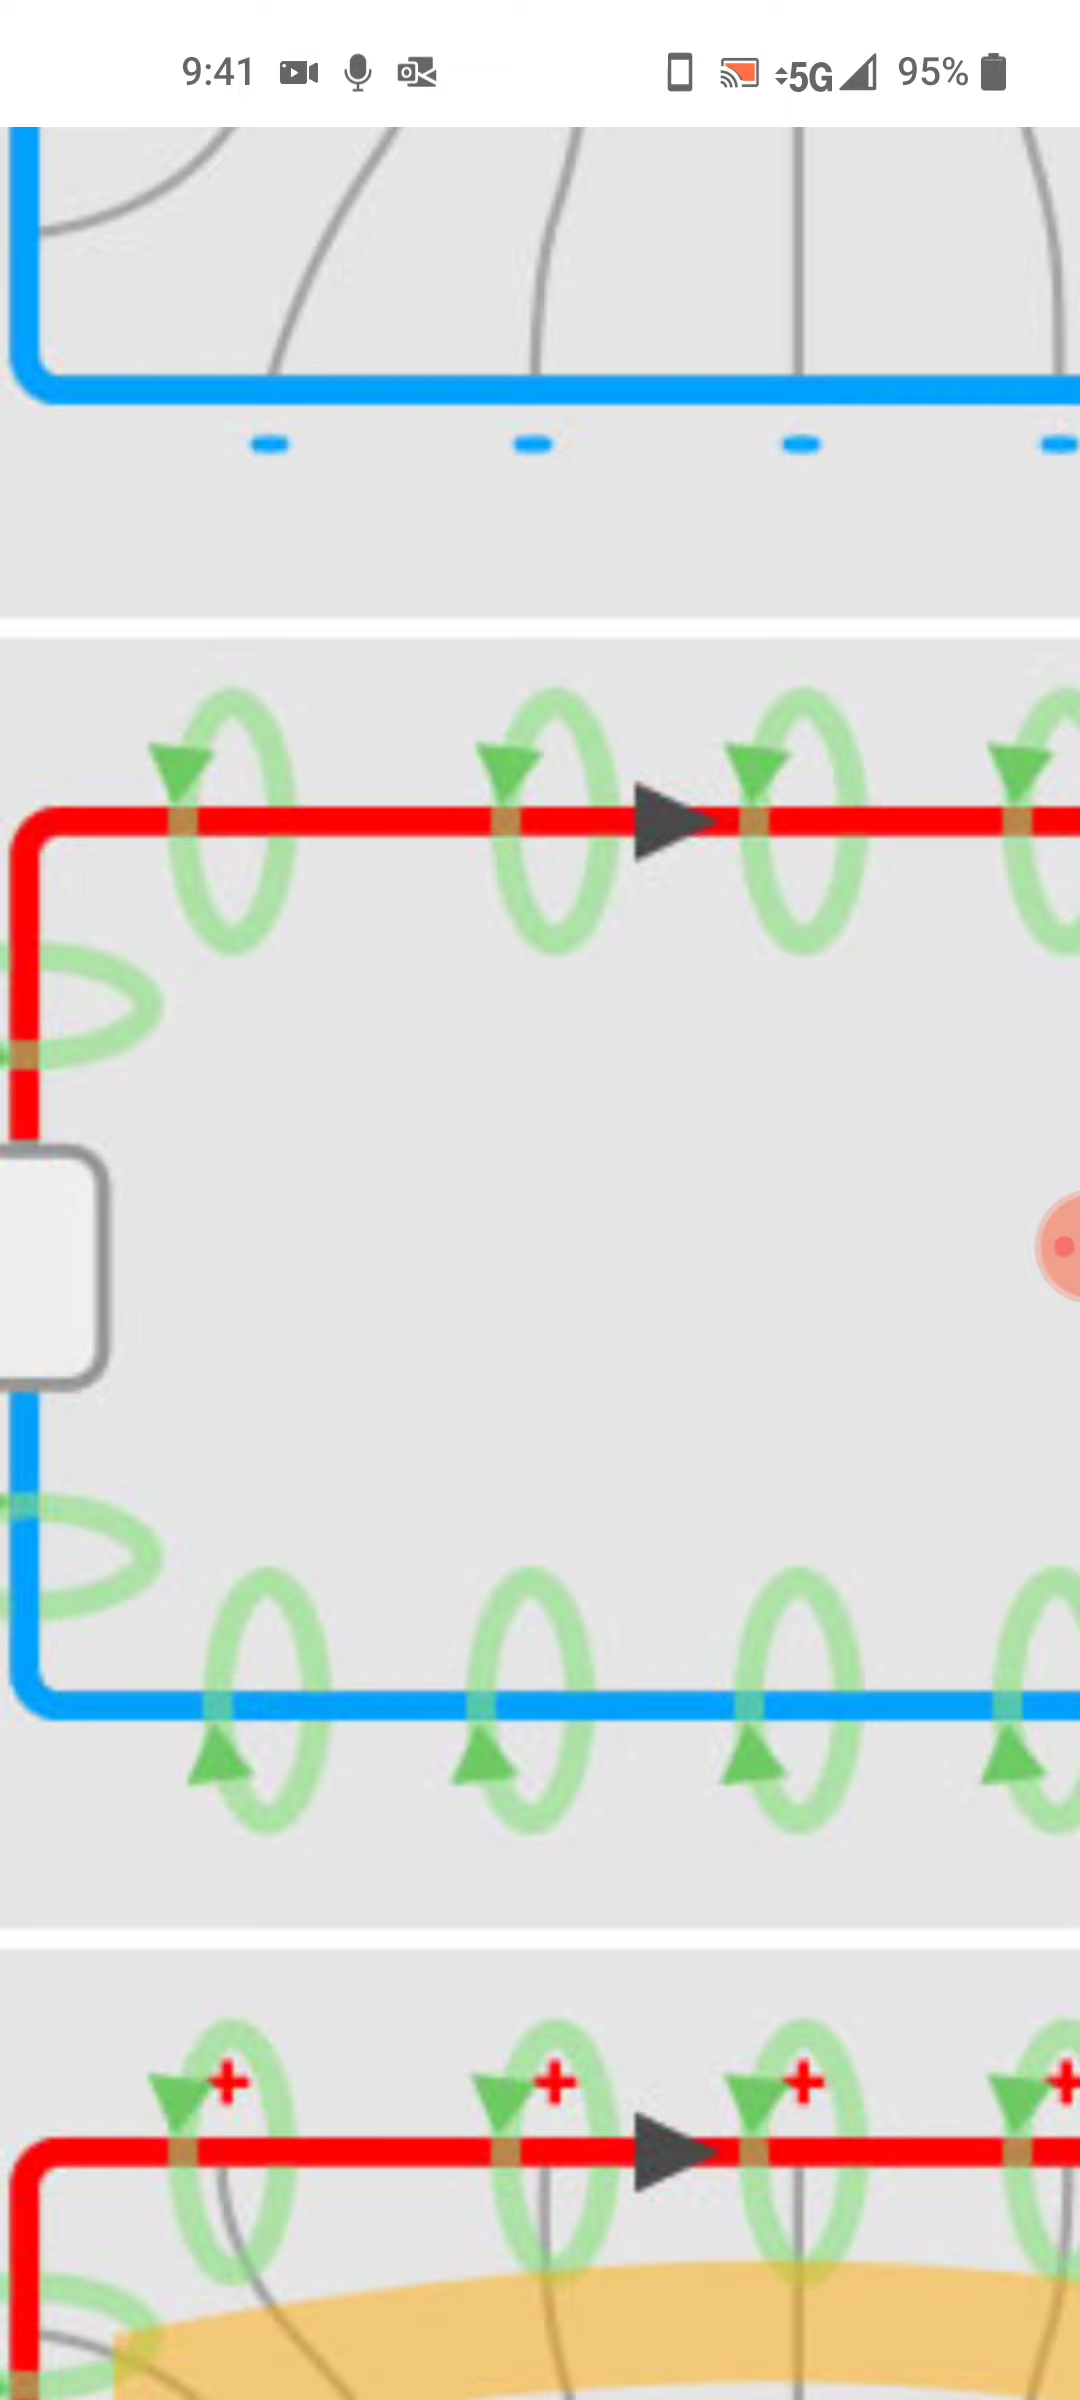 9:41 5G 95%
- - - -
+ + + +